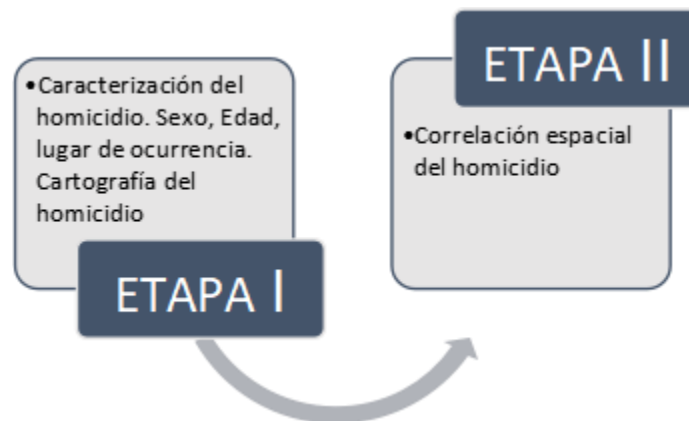 •Caracterización del
homicidio. Sexo, Edad,
lugar de ocurrencia.
Cartografía del
homicidio
ETAPA I
ETAPA II
•Correlación espacial
del homicidio